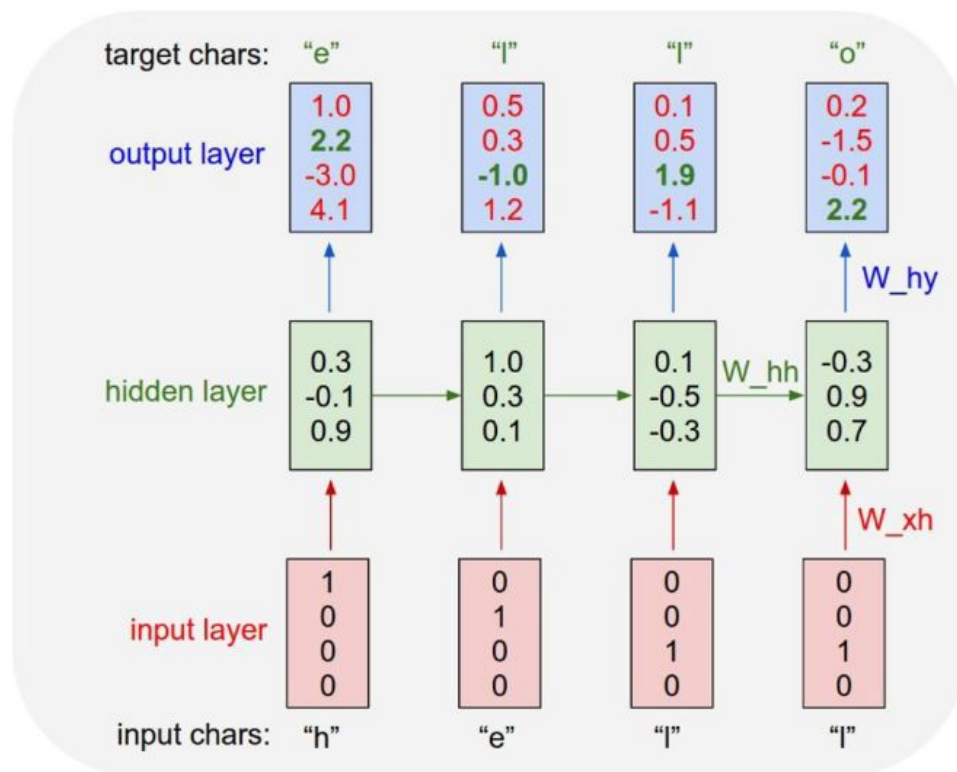 target chars: “e” “l” “l” “o”
1.0 0.5 0.1 0.2
2.2 0.3 0.5 -1.5
output layer
-3.0 -1.0 1.9 -0.1
4.1 1.2 -1.1 2.2
W_hy
0.3 1.0 0.1 -0.3
W_hh
hidden layer
-0.1 0.3 -0.5 0.9
0.9 0.1 -0.3 0.7
W_xh
1 0 0 0
0 1 0 0
input layer
0 0 1 1
0 0 0 0
input chars: “h” “e” “l” “l”